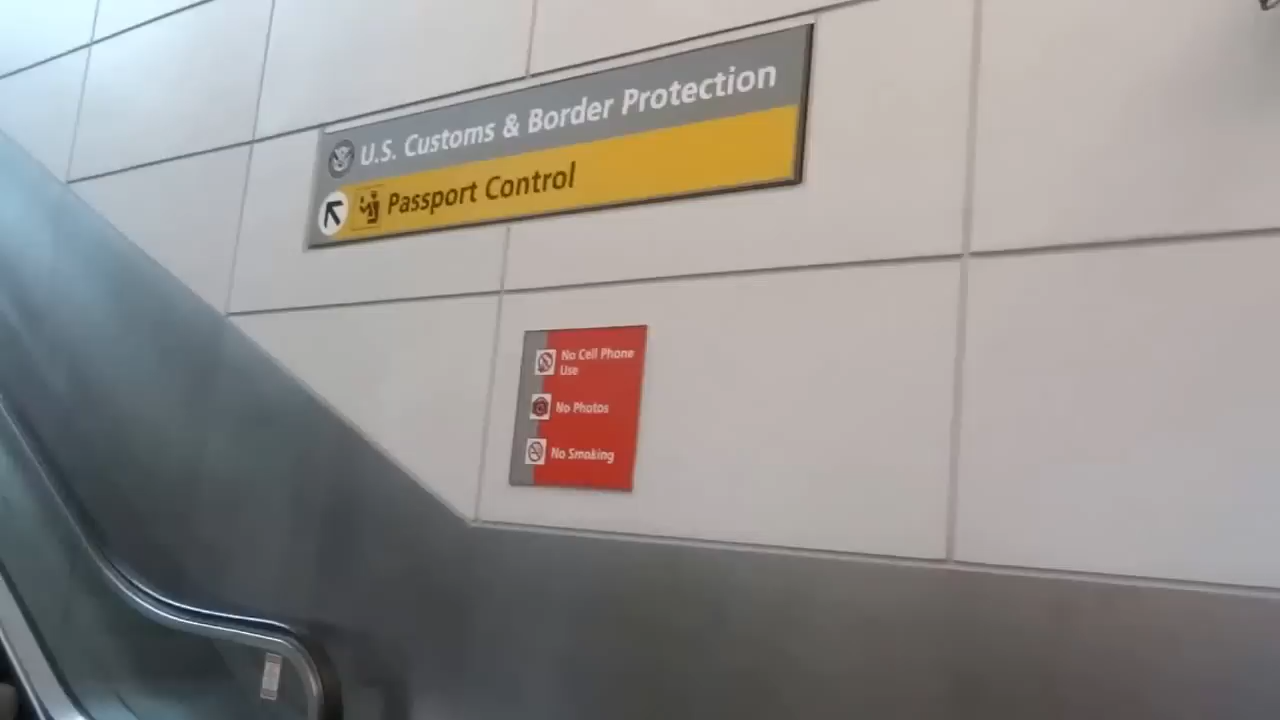 U.S. Customs & Border Protection
Passport Control
No Cell Phone
Use
No Photos
No Smoking